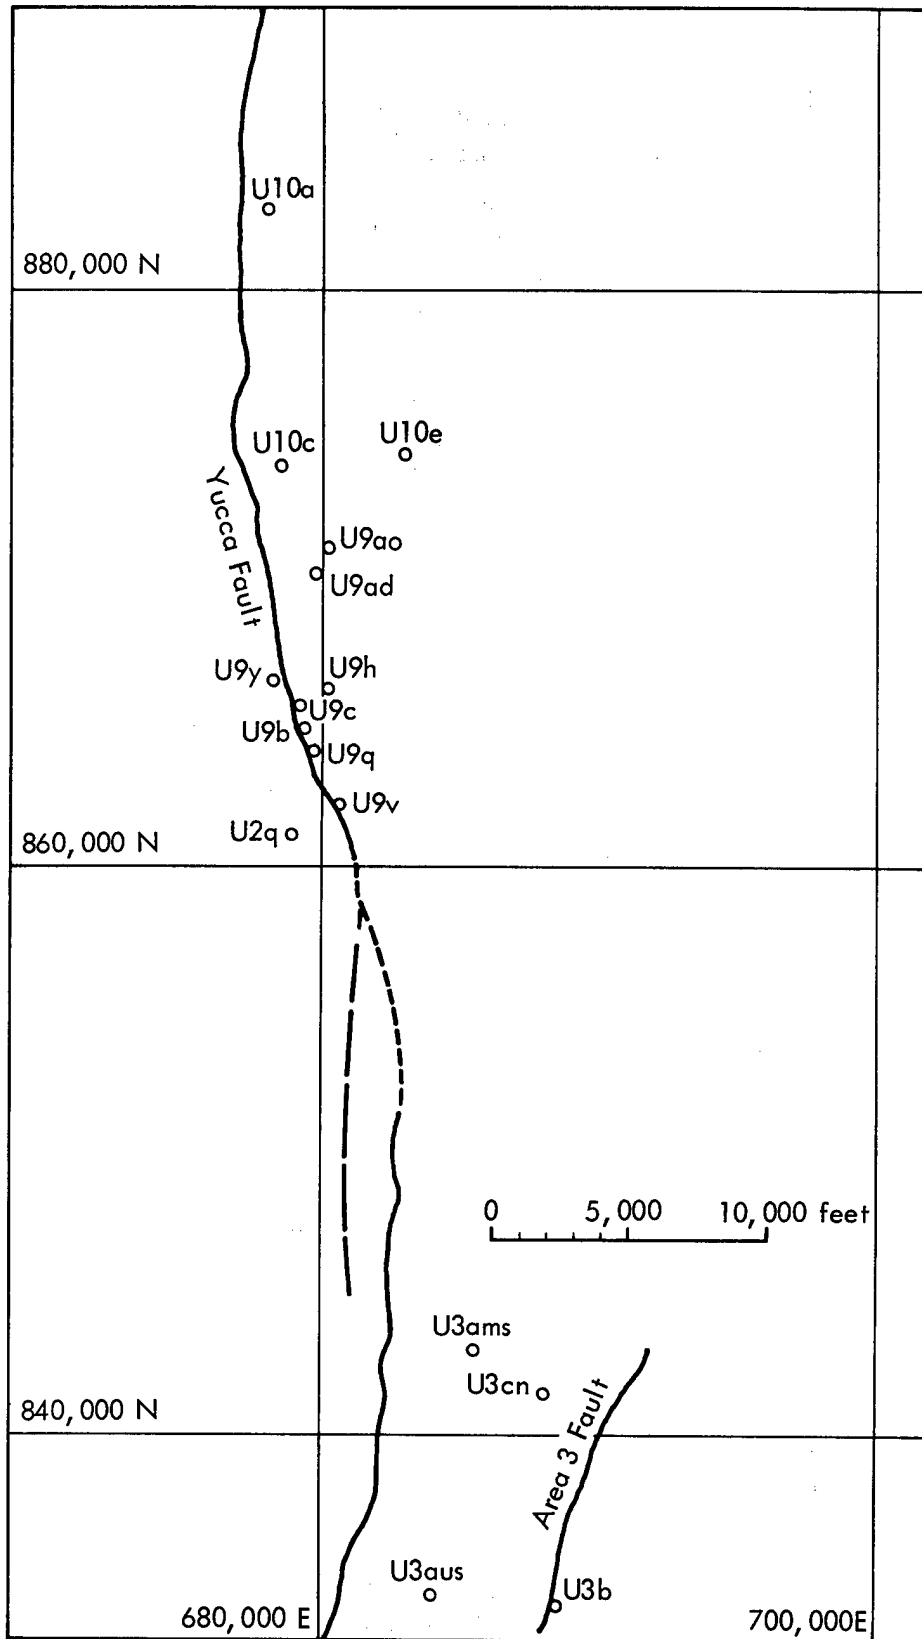 U10a
880,000 N
U10c
U10e
Yucca Fault
U9ao
U9ad
U9y
U9h
U9c
U9b
U9q
U9v
U2q
860,000 N
0 5,000 10,000 feet
U3ams
U3cn
840,000 N
Area 3 Fault
U3aus
U3b
680,000 E
700,000E